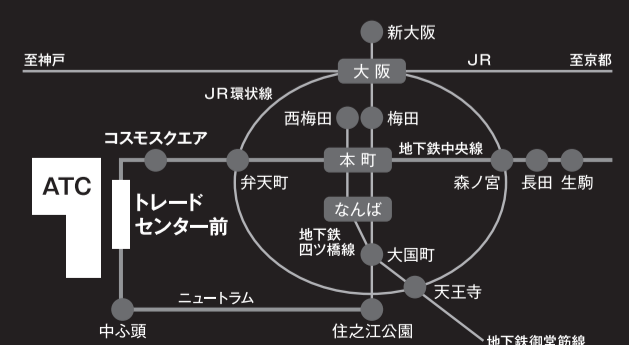 新大阪
至神戸
JR
至京都
大阪
JR環状線
西梅田
梅田
コスモスクエア
地下鉄中央線
本町
弁天町
森ノ宮
長田
生駒
ATC
トレード
センター前
なんば
地下鉄
四ツ橋線
大国町
天王寺
ニュートラム
中ふ頭
住之江公園
地下鉄御堂筋線